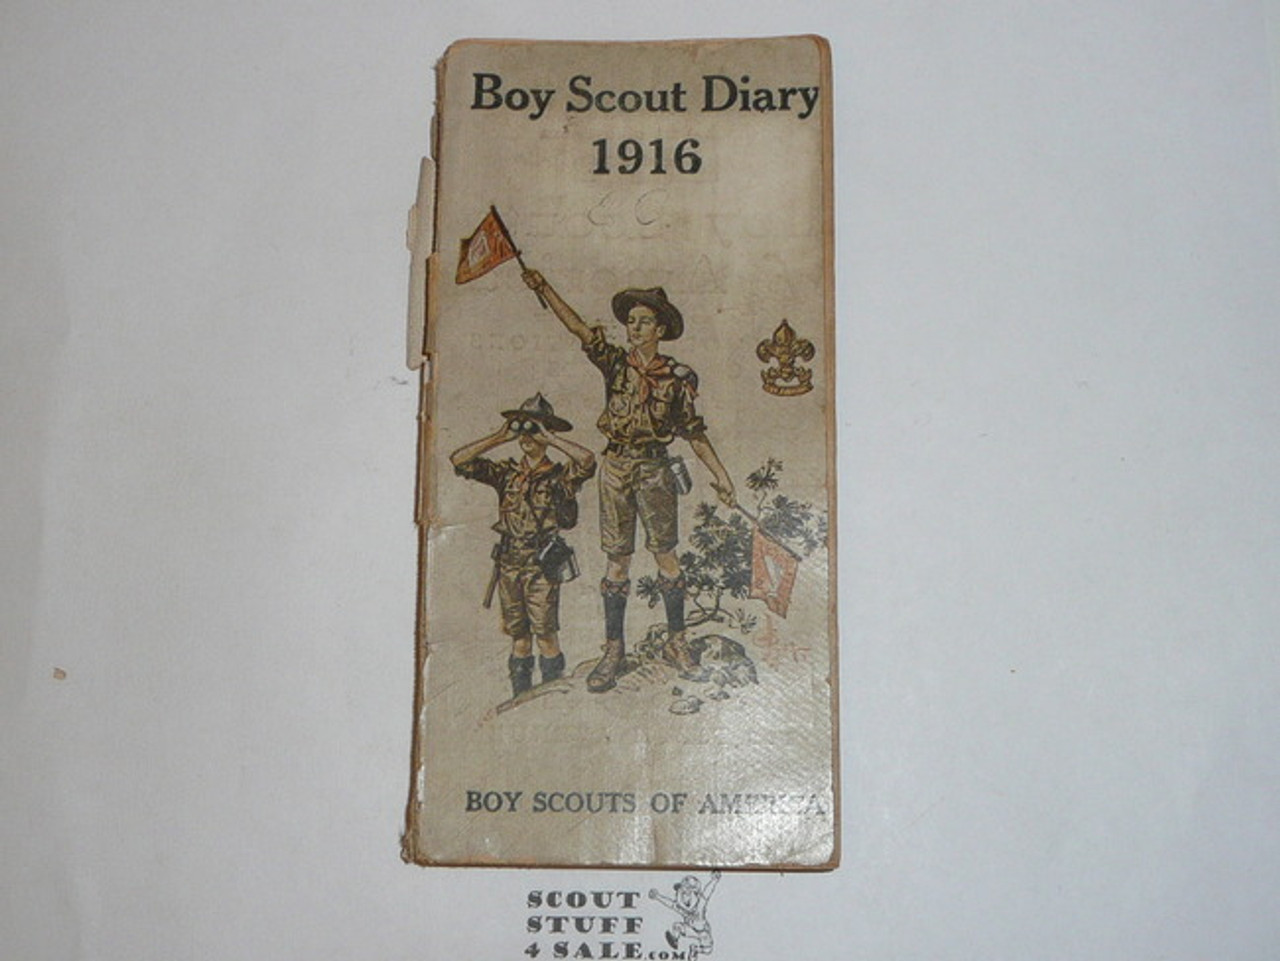 Boy Scout Diary
1916
BOY SCOUTS OF AMERICA
SCOUT
STUFF
4 SALE.COM